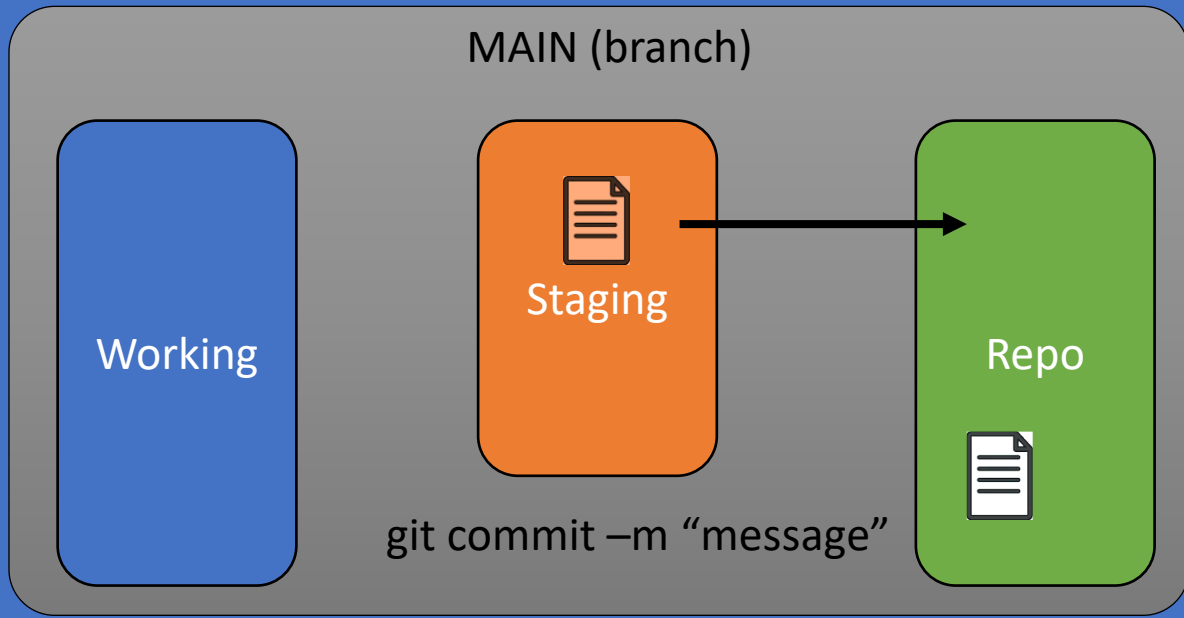 MAIN (branch)
Staging
Working
Repo
git commit –m “message”